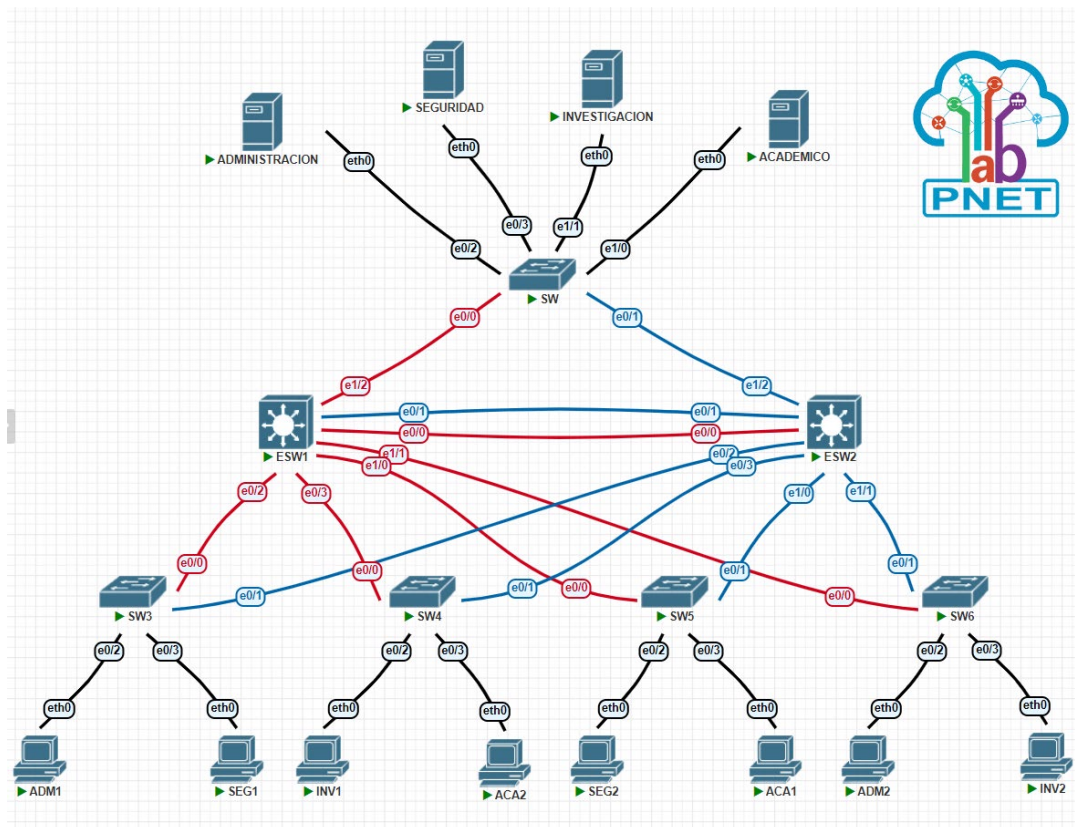 SEGURIDAD
INVESTIGACION
ADMINISTRACION
ACADEMICO
eth0
eth0
eth0
eth0
lab
PNET
e0/3
e1/1
e0/2
e1/0
SW
e0/0
e0/1
e1/2
e1/2
e0/1
e0/1
e0/0
e0/0
ESW1
e1/1
e0/2
ESW2
e1/0
e0/3
e0/2
e0/3
e1/0
e1/1
e0/0
e0/0
e0/1
e0/1
e0/1
e0/1
e0/0
e0/0
SW3
SW4
SW5
SW6
e0/2
e0/3
e0/2
e0/3
e0/2
e0/3
e0/2
e0/3
eth0
eth0
eth0
eth0
eth0
eth0
eth0
eth0
ADM1
SEG1
INV1
ACA2
SEG2
ACA1
ADM2
INV2